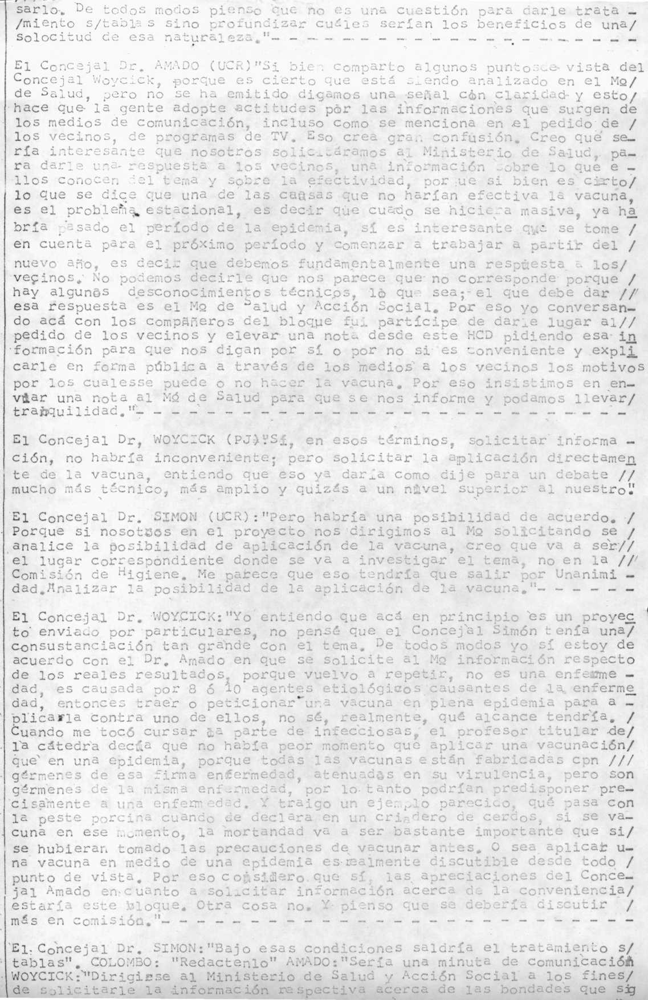 sarlo. De todos modos pienso que no es una cuestión para darle trata -
/miento s/tablas sino profundizar cuáles serían los beneficios de una/
solocitud de esa naturaleza."- - - - - - - - - - - - - - - - - - - - -
El Concejal Dr. AMADO (UCR)"Si bien comparto algunos puntosde vista del
Concejal Woycick, porque es cierto que está siendo analizado en el Mº/
de Salud, pero no se ha emitido digamos una señal con claridad y esto/
hace que la gente adopte actitudes por las informaciones que surgen de
los medios de comunicación, incluso como se menciona en el pedido de /
los vecinos, de programas de TV. Eso crea gran confusión. Creo que se-
ría interesante que nosotros solicitáramos al Ministerio de Salud, pa-
ra darle una respuesta a los vecinos, una información sobre lo que e -
llos conocen del tema y sobre la efectividad, porque si bien es cierto/
lo que se dice que una de las causas que no harían efectiva la vacuna,
es el problema estacional, es decir que cuado se hiciera masiva, ya ha
bría pasado el período de la epidemia, sí es interesante que se tome /
en cuenta para el próximo período y comenzar a trabajar a partir del /
nuevo año, es decir que debemos fundamentalmente una respuesta a los/
vecinos. No podemos decirle que nos parece que no corresponde porque /
hay algunos desconocimientos técnicos, lo que sea; el que debe dar //
esa respuesta es el Mº de Salud y Acción Social. Por eso yo conversan-
do acá con los compañeros del bloque fui partícipe de darle lugar al//
pedido de los vecinos y elevar una nota desde este HCD pidiendo esa in
formación para que nos digan por sí o por no si es conveniente y expli
carle en forma pública a través de los medios a los vecinos los motivos
por los cualesse puede o no hacer la vacuna. Por eso insistimos en en-
viar una nota al Mº de Salud para que se nos informe y podamos llevar/
tranquilidad."- - - - - - - - - - - - - - - - - - - - - - - - - - - -
El Concejal Dr, WOYCICK (PJ)"Sí, en esos términos, solicitar informa -
ción, no habría inconveniente; pero solicitar la aplicación directamen
te de la vacuna, entiendo que eso ya daría como dije para un debate //
mucho más técnico, más amplio y quizás a un nivel superior al nuestro."
El Concejal Dr. SIMON (UCR):"Pero habría una posibilidad de acuerdo. /
Porque si nosotros en el proyecto nos dirigimos al Mº solicitando se /
analice la posibilidad de aplicación de la vacuna, creo que va a ser//
el lugar correspondiente donde se va a investigar el tema, no en la //
Comisión de Higiene. Me parece que eso tendría que salir por Unanimi -
dad.Analizar la posibilidad de la aplicación de la vacuna."- - - - - -
El Concejal Dr. WOYCICK:"Yo entiendo que acá en principio es un proyec
to enviado por particulares, no pensé que el Concejal Simón tenía una/
consustanciación tan grande con el tema. De todos modos yo sí estoy de
acuerdo con el Dr. Amado en que se solicite al Mº información respecto
de los reales resultados, porque vuelvo a repetir, no es una enferme -
dad, es causada por 8 ó 10 agentes etiológicos causantes de la enferme
dad, entonces traer o peticionar una vacuna en plena epidemia para a -
plicarla contra uno de ellos, no sé, realmente, qué alcance tendría. /
Cuando me tocó cursar la parte de infecciosas, el profesor titular de/
la cátedra decía que no había peor momento que aplicar una vacunación/
que en una epidemia, porque todas las vacunas están fabricadas cpn ///
gérmenes de esa firma enfermedad, atenuadas en su virulencia, pero son
gérmenes de la misma enfermedad, por lo tanto podrían predisponer pre-
cisamente a una enfermedad. Y traigo un ejemplo parecido, qué pasa con
la peste porcina cuando se declara en un criadero de cerdos, si se va-
cuna en ese momento, la mortandad va a ser bastante importante que si/
se hubieran tomado las precauciones de vacunar antes. O sea aplicar u-
na vacuna en medio de una epidemia es realmente discutible desde todo /
punto de vista. Por eso considero que sí, las apreciaciones del Conce-
jal Amado en cuanto a solicitar información acerca de la conveniencia/
estaría este bloque. Otra cosa no. Y pienso que se debería discutir /
más en comisión."- - - - - - - - - - - - - - - - - - - - - - - - - - -
El Concejal Dr. SIMON:"Bajo esas condiciones saldría el tratamiento s/
tablas". COLOMBO: "Redactenlo" AMADO:"Sería una minuta de comunicación
WOYCICK:"Dirigirse al Ministerio de Salud y Acción Social a los fines/
de solicitarle la información respectiva acerca de las bondades que sig